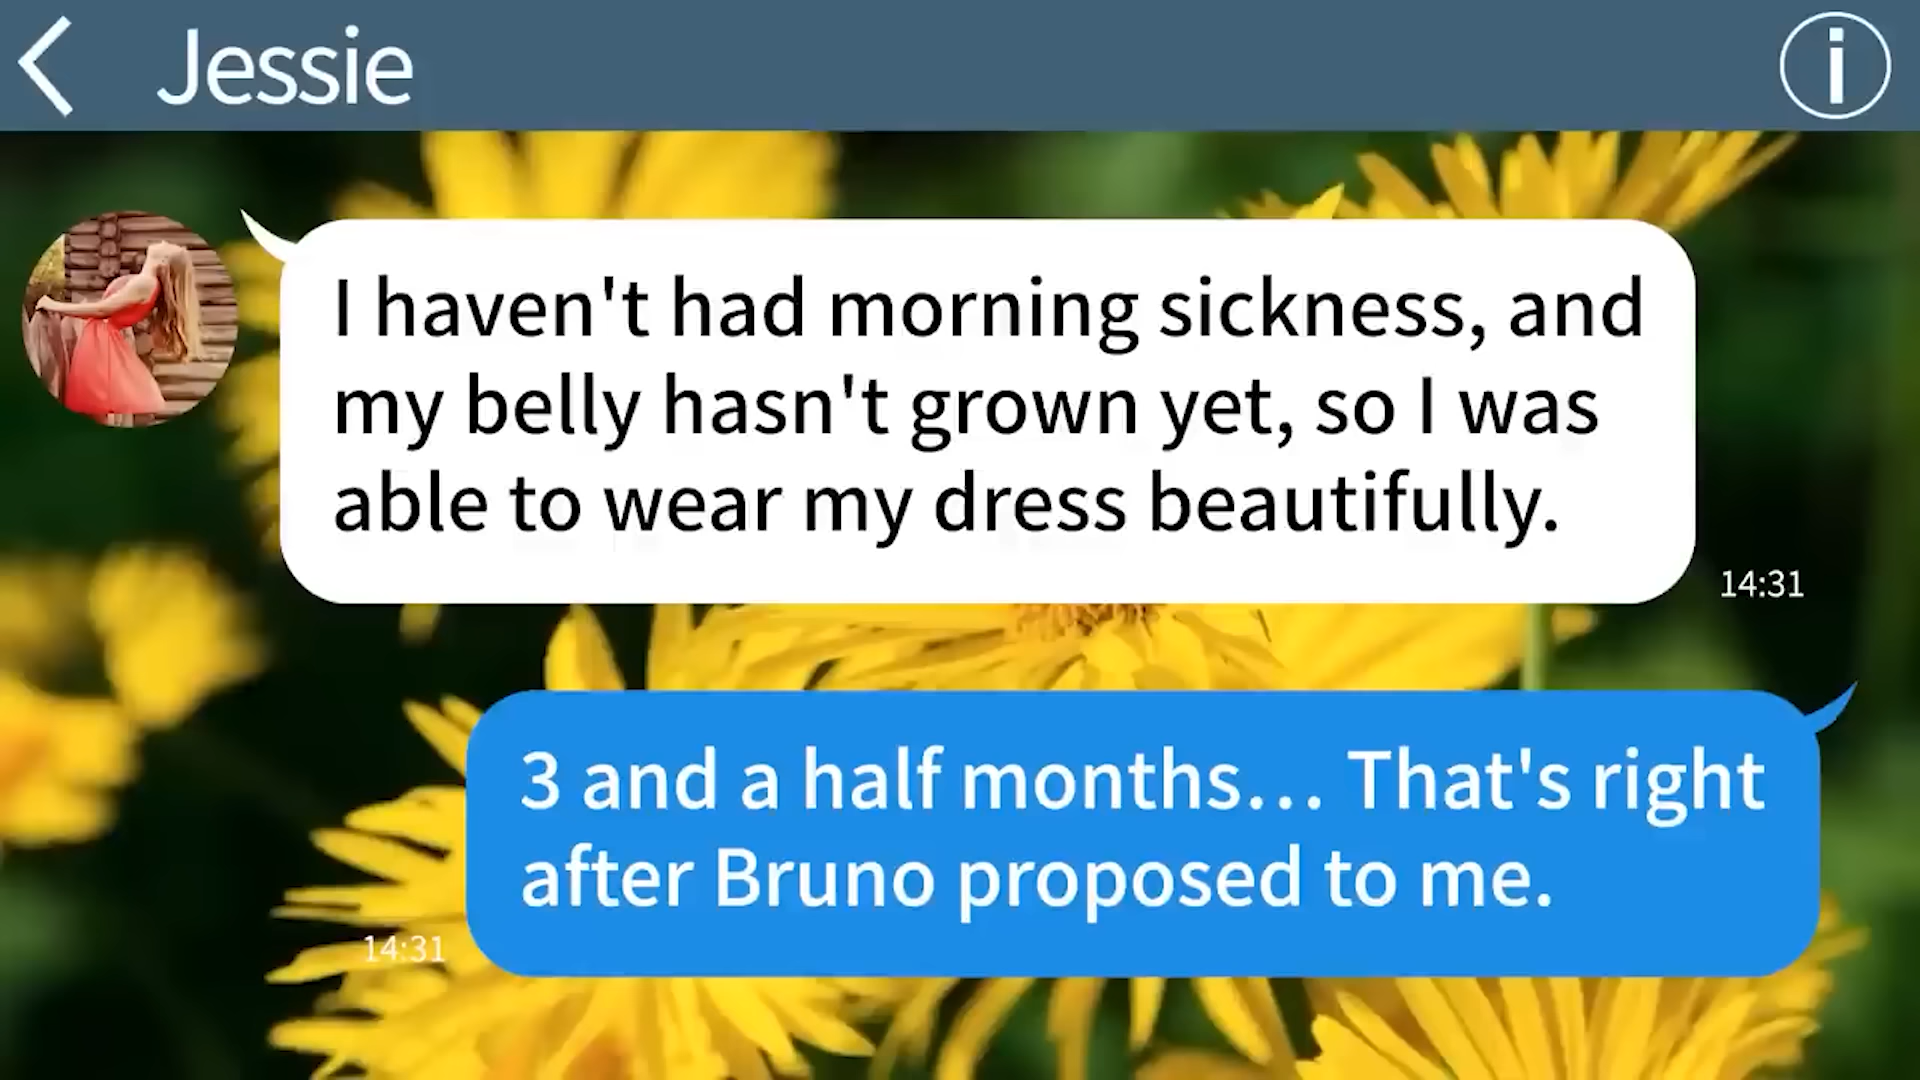 Jessie
I haven't had morning sickness, and
my belly hasn't grown yet, so I was
able to wear my dress beautifully.
14:31
3 and a half months… That's right
after Bruno proposed to me.
14:31